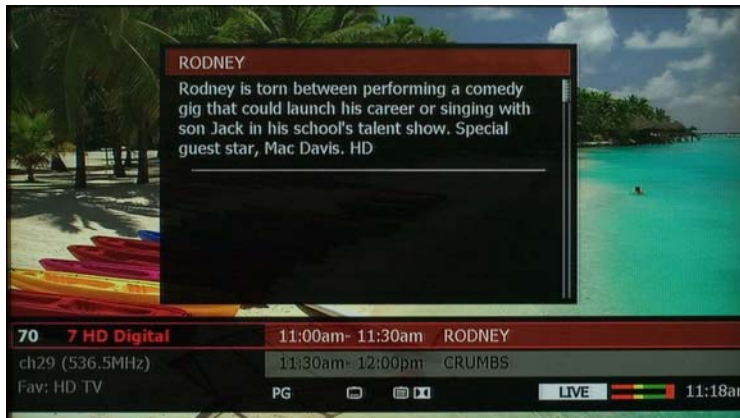 RODNEY
Rodney is torn between performing a comedy
gig that could launch his career or singing with
son Jack in his school's talent show. Special
guest star, Mac Davis. HD
70 7 HD Digital 11:00am- 11:30am RODNEY
ch29 (536.5MHz) 11:30am- 12:00pm CRUMBS
Fav: HD TV PG LIVE 11:18am